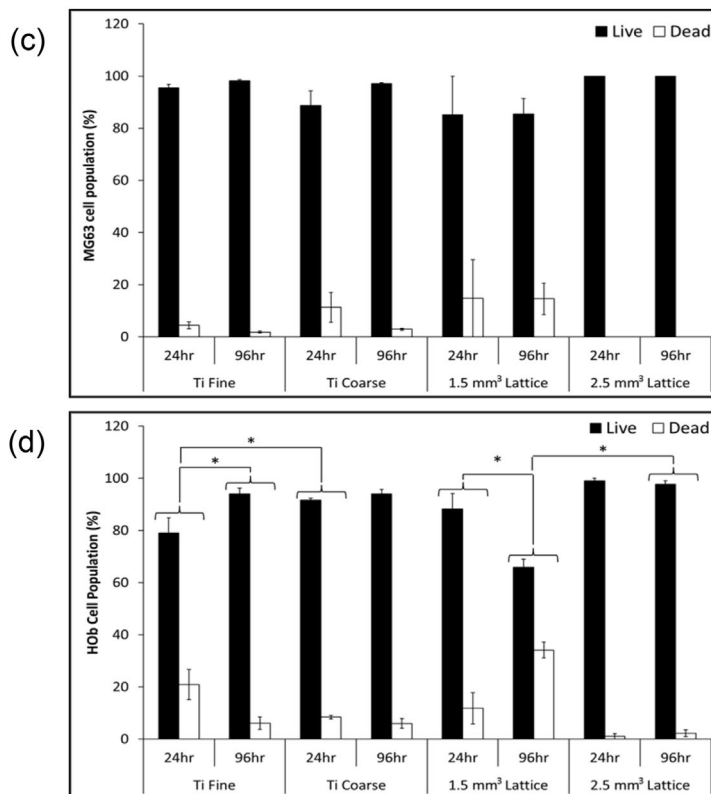 (c)
Live Dead
120
100
80
60
40
20
0
MG63 cell population (%)
24hr 96hr 24hr 96hr 24hr 96hr 24hr 96hr
Ti Fine Ti Coarse 1.5 mm³ Lattice 2.5 mm³ Lattice
(d)
Live Dead
120
100
80
60
40
20
0
HOb Cell Population (%)
* * * *
24hr 96hr 24hr 96hr 24hr 96hr 24hr 96hr
Ti Fine Ti Coarse 1.5 mm³ Lattice 2.5 mm³ Lattice